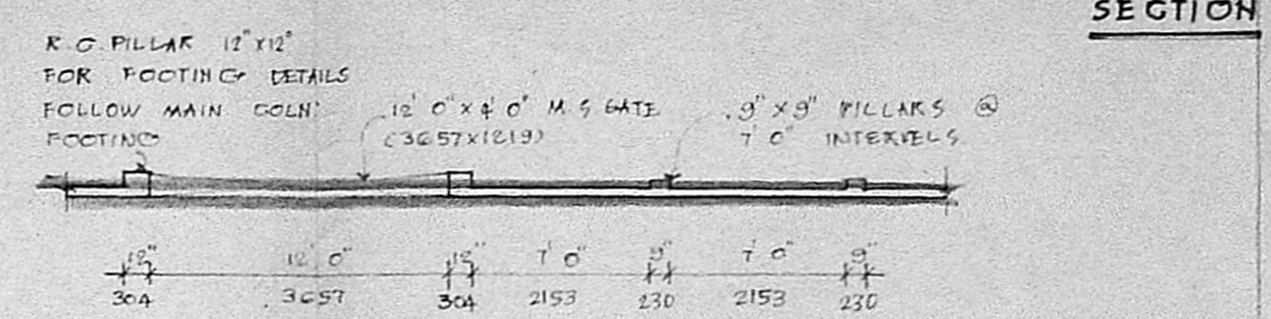 SECTION
R.C. PILLAR 12"x12"
FOR FOOTING DETAILS
FOLLOW MAIN COLN'
FOOTING
12' 0" x 4' 0" M.S GATE
(3657x1219)
9" x 9" PILLARS @
7' 0" INTERVELS
12" 12' 0" 12" 7' 0" 9" 7' 0" 9"
304 3657 304 2153 230 2153 230